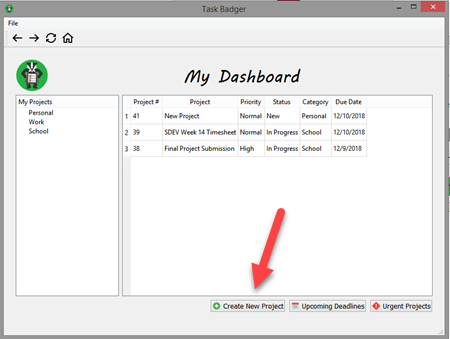 Task Badger
File
My Dashboard
My Projects
Personal
Work
School
Project # Project Priority Status Category Due Date
1 41 New Project Normal New Personal 12/10/2018
2 39 SDEV Week 14 Timesheet Normal In Progress School 12/10/2018
3 38 Final Project Submission High In Progress School 12/9/2018
Create New Project Upcoming Deadlines Urgent Projects